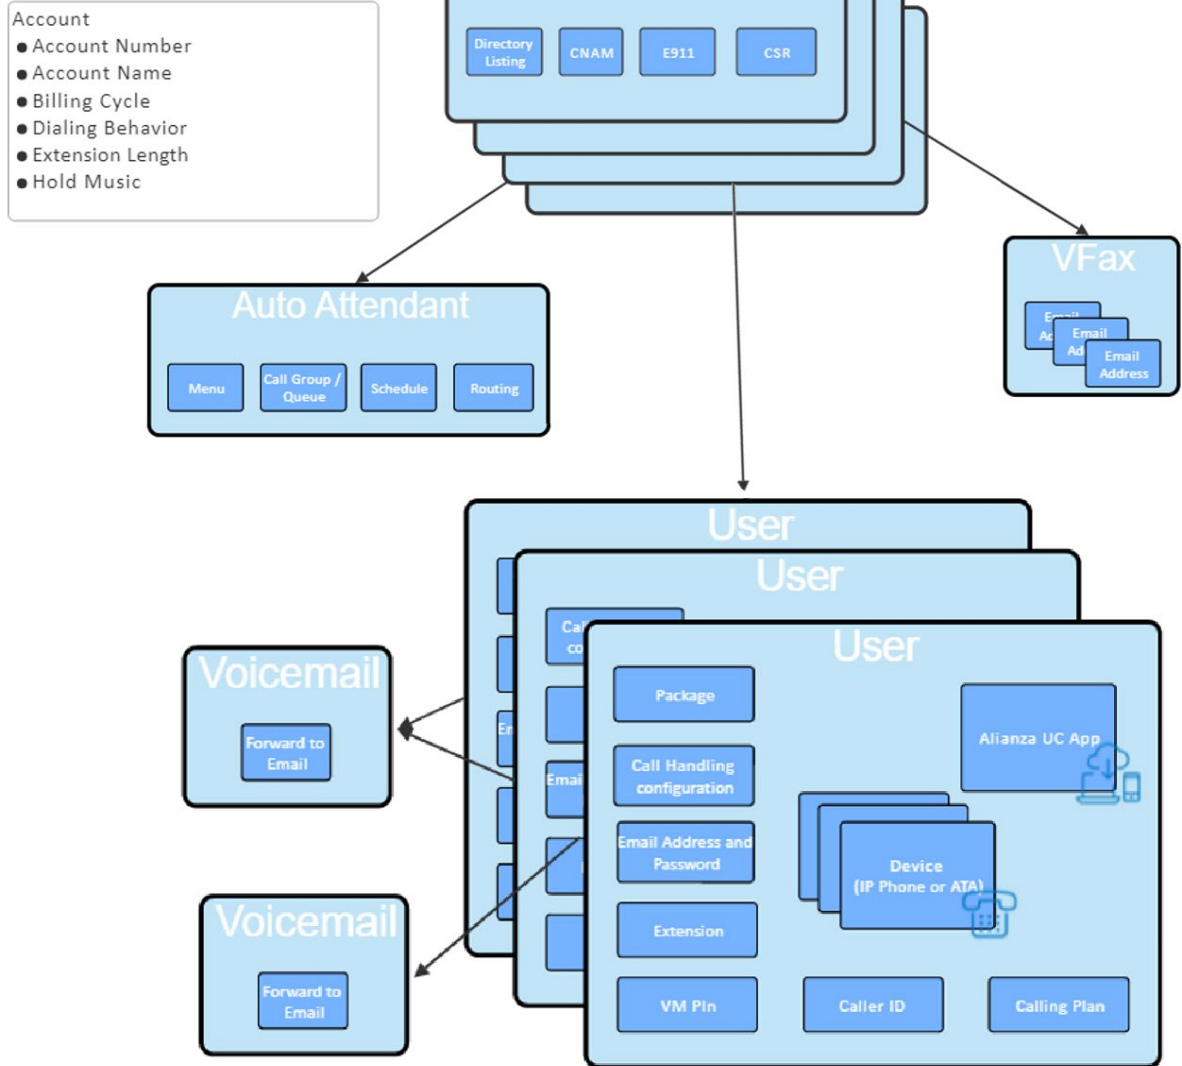 Account
Account Number
Account Name
Billing Cycle
Dialing Behavior
Extension Length
Hold Music
Directory
Listing
CNAM
E911
CSR
VFax
Email
Email
Email
Address
Auto Attendant
Menu
Call Group /
Queue
Schedule
Routing
User
User
User
Voicemail
Forward to
Email
Package
Call Handling
configuration
Email Address and
Password
Extension
VM PIn
Alianza UC App
Device
(IP Phone or ATA)
Caller ID
Calling Plan
Voicemail
Forward to
Email